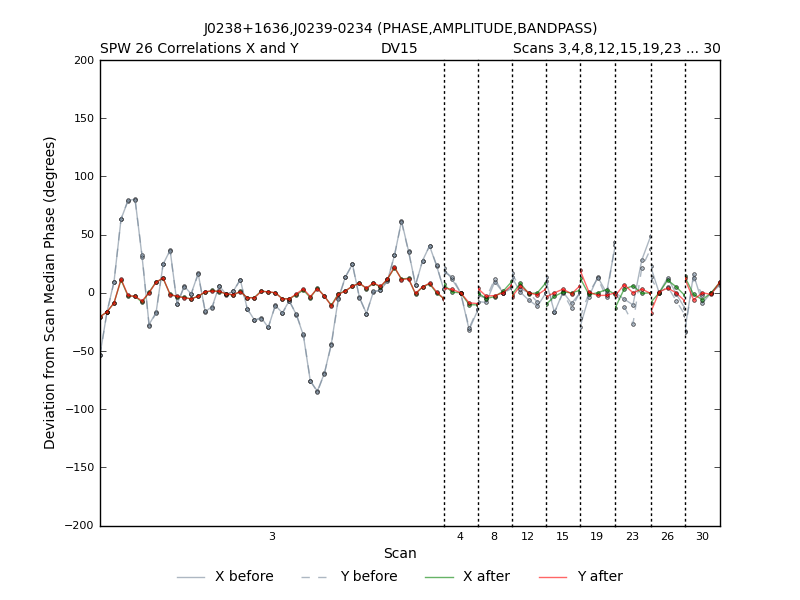 J0238+1636,J0239-0234 (PHASE,AMPLITUDE,BANDPASS)
SPW 26 Correlations X and Y DV15 Scans 3,4,8,12,15,19,23 ... 30
200
150
100
50
0
−50
−100
−150
−200
Deviation from Scan Median Phase (degrees)
3 4 8 12 15 19 23 26 30
Scan
X before Y before X after Y after